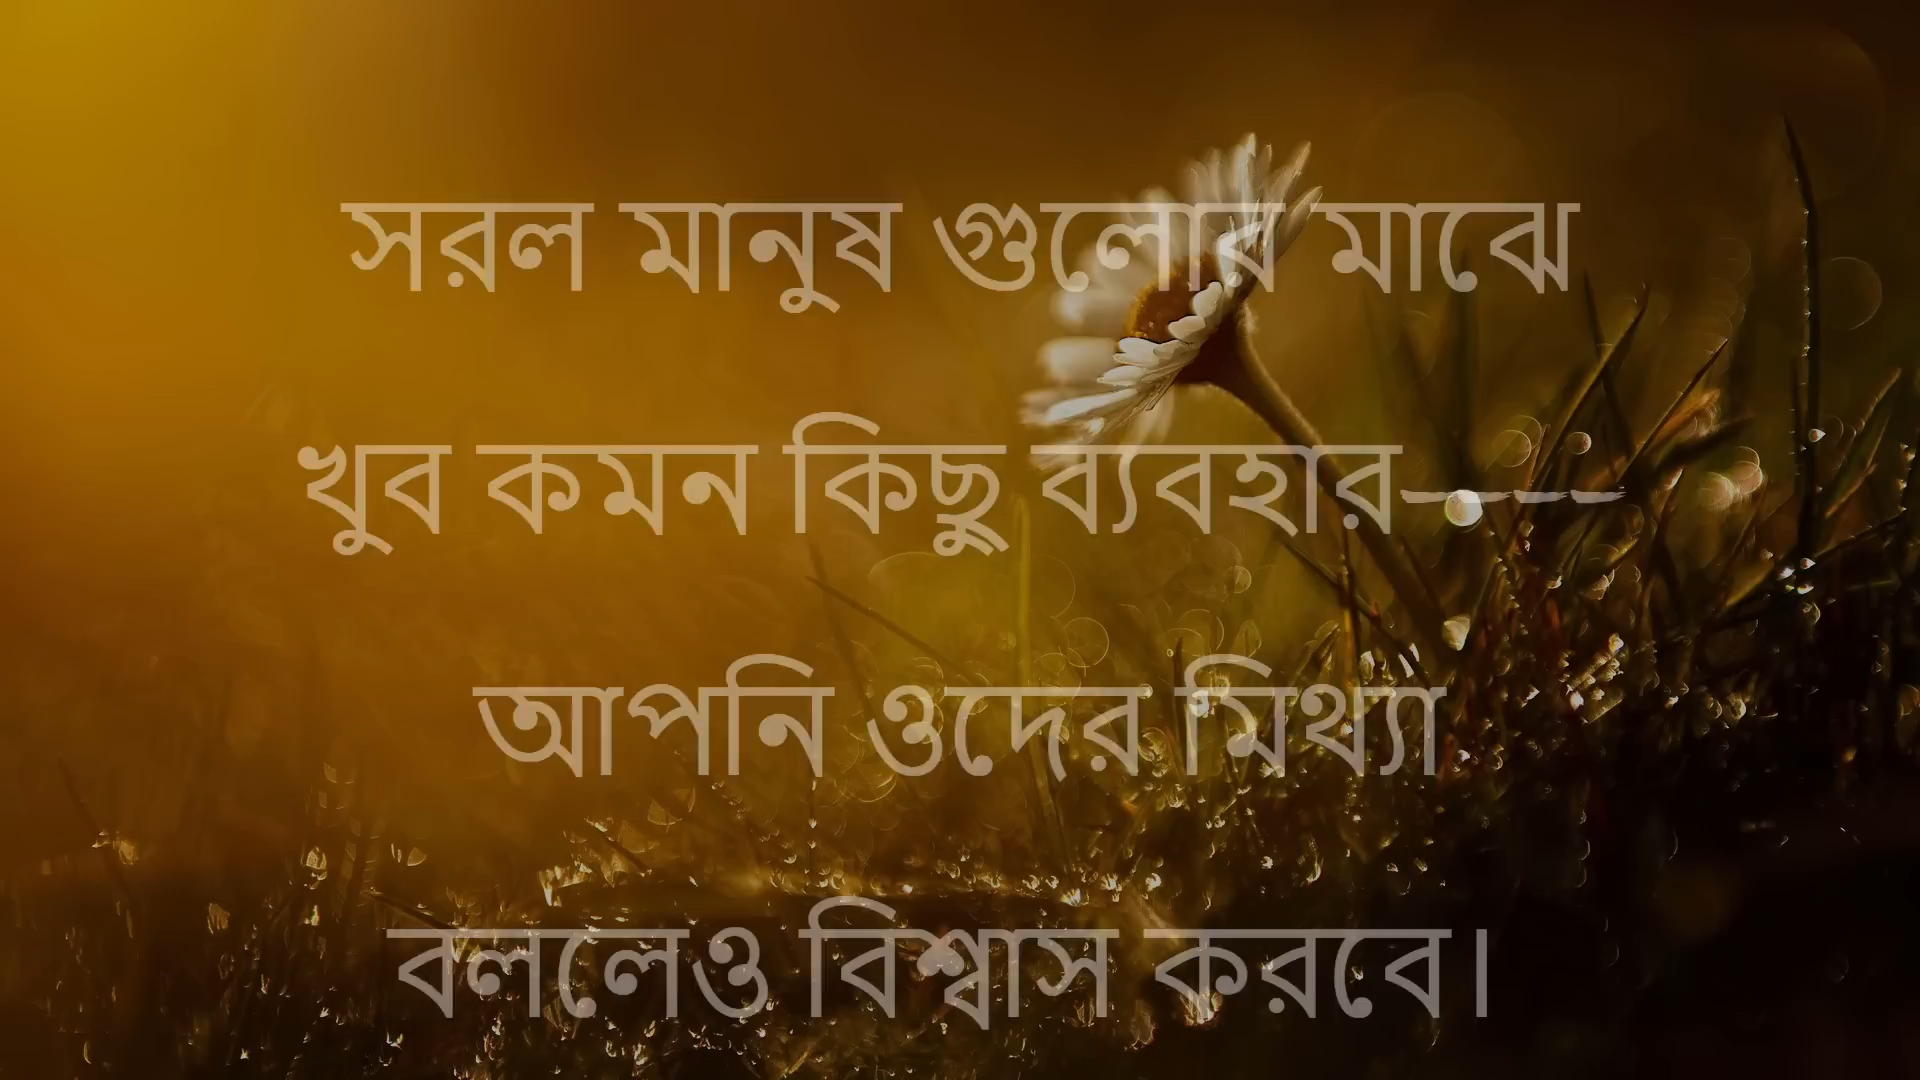 সরল মানুষ গুলোর মাঝে
খুব কমন কিছু ব্যবহার----
আপনি ওদের মিথ্যা
বললেও বিশ্বাস করবে।